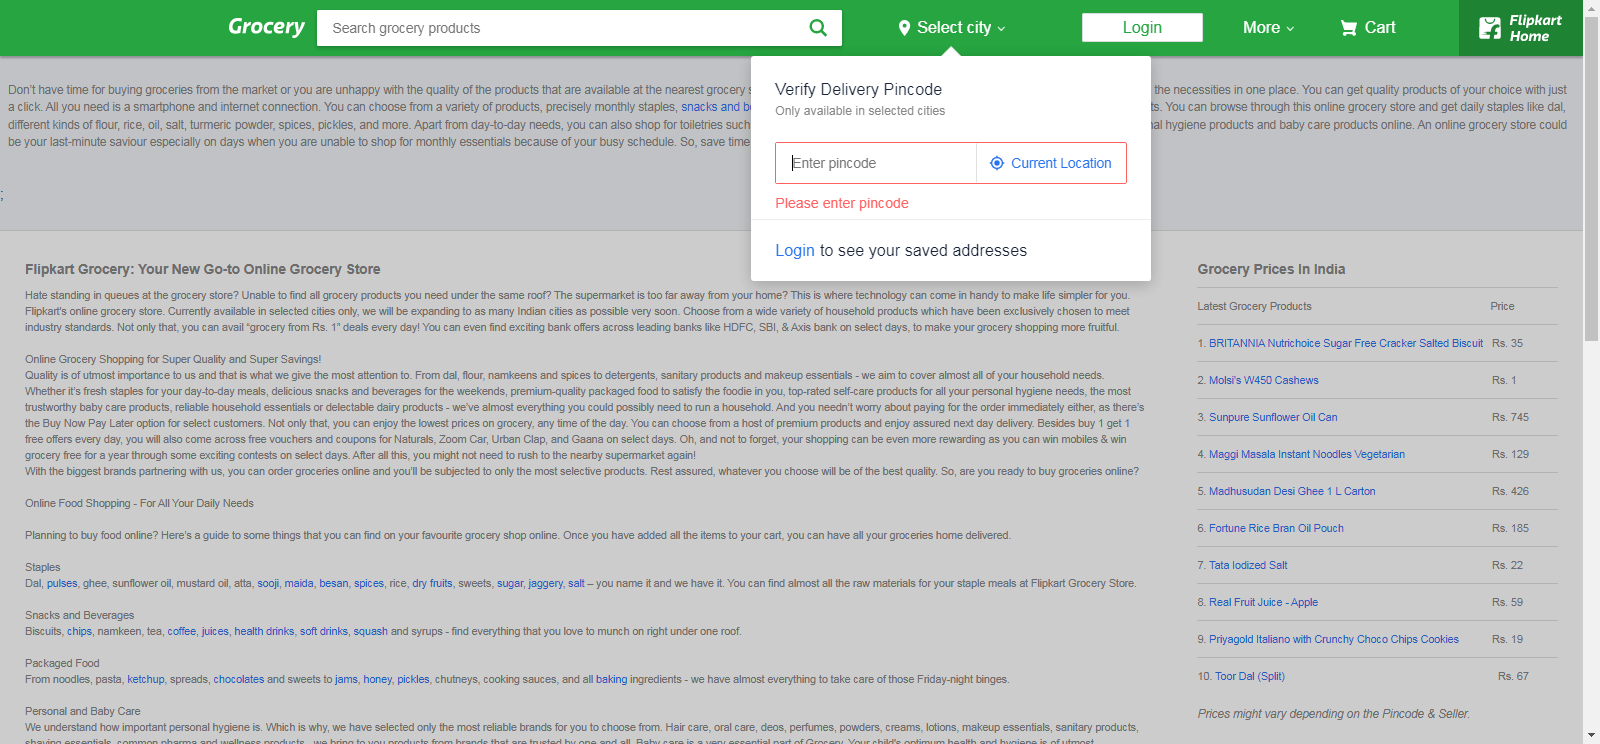 Grocery
Search grocery products
Select city
Login
More
Cart
Flipkart
Home
Verify Delivery Pincode
Only available in selected cities
Enter pincode
Current Location
Please enter pincode
Login to see your saved addresses
Don't have time for buying groceries from the market or you are unhappy with the quality of the products that are available at the nearest grocery s the necessities in one place. You can get quality products of your choice with just
a click. All you need is a smartphone and internet connection. You can choose from a variety of products, precisely monthly staples, snacks and be ts. You can browse through this online grocery store and get daily staples like dal,
different kinds of flour, rice, oil, salt, turmeric powder, spices, pickles, and more. Apart from day-to-day needs, you can also shop for toiletries such nal hygiene products and baby care products online. An online grocery store could
be your last-minute saviour especially on days when you are unable to shop for monthly essentials because of your busy schedule. So, save time
;
Flipkart Grocery: Your New Go-to Online Grocery Store
Hate standing in queues at the grocery store? Unable to find all grocery products you need under the same roof? The supermarket is too far away from your home? This is where technology can come in handy to make life simpler for you.
Flipkart's online grocery store. Currently available in selected cities only, we will be expanding to as many Indian cities as possible very soon. Choose from a wide variety of household products which have been exclusively chosen to meet
industry standards. Not only that, you can avail “grocery from Rs. 1” deals every day! You can even find exciting bank offers across leading banks like HDFC, SBI, & Axis bank on select days, to make your grocery shopping more fruitful.
Online Grocery Shopping for Super Quality and Super Savings!
Quality is of utmost importance to us and that is what we give the most attention to. From dal, flour, namkeens and spices to detergents, sanitary products and makeup essentials - we aim to cover almost all of your household needs.
Whether it's fresh staples for your day-to-day meals, delicious snacks and beverages for the weekends, premium-quality packaged food to satisfy the foodie in you, top-rated self-care products for all your personal hygiene needs, the most
trustworthy baby care products, reliable household essentials or delectable dairy products - we've almost everything you could possibly need to run a household. And you needn't worry about paying for the order immediately either, as there's
the Buy Now Pay Later option for select customers. Not only that, you can enjoy the lowest prices on grocery, any time of the day. You can choose from a host of premium products and enjoy assured next day delivery. Besides buy 1 get 1
free offers every day, you will also come across free vouchers and coupons for Naturals, Zoom Car, Urban Clap, and Gaana on select days. Oh, and not to forget, your shopping can be even more rewarding as you can win mobiles & win
grocery free for a year through some exciting contests on select days. After all this, you might not need to rush to the nearby supermarket again!
With the biggest brands partnering with us, you can order groceries online and you'll be subjected to only the most selective products. Rest assured, whatever you choose will be of the best quality. So, are you ready to buy groceries online?
Online Food Shopping - For All Your Daily Needs
Planning to buy food online? Here's a guide to some things that you can find on your favourite grocery shop online. Once you have added all the items to your cart, you can have all your groceries home delivered.
Staples
Dal, pulses, ghee, sunflower oil, mustard oil, atta, sooji, maida, besan, spices, rice, dry fruits, sweets, sugar, jaggery, salt – you name it and we have it. You can find almost all the raw materials for your staple meals at Flipkart Grocery Store.
Snacks and Beverages
Biscuits, chips, namkeen, tea, coffee, juices, health drinks, soft drinks, squash and syrups - find everything that you love to munch on right under one roof.
Packaged Food
From noodles, pasta, ketchup, spreads, chocolates and sweets to jams, honey, pickles, chutneys, cooking sauces, and all baking ingredients - we have almost everything to take care of those Friday-night binges.
Personal and Baby Care
We understand how important personal hygiene is. Which is why, we have selected only the most reliable brands for you to choose from. Hair care, oral care, deos, perfumes, powders, creams, lotions, makeup essentials, sanitary products,
shaving essentials, common pharma and wellness products - we bring to you products from brands that are trusted by one and all. Baby care is a very essential part of Grocery. Your child's optimum health and hygiene is of utmost
Grocery Prices In India
Latest Grocery Products Price
1. BRITANNIA Nutrichoice Sugar Free Cracker Salted Biscuit Rs. 35
2. Molsi's W450 Cashews Rs. 1
3. Sunpure Sunflower Oil Can Rs. 745
4. Maggi Masala Instant Noodles Vegetarian Rs. 129
5. Madhusudan Desi Ghee 1 L Carton Rs. 426
6. Fortune Rice Bran Oil Pouch Rs. 185
7. Tata Iodized Salt Rs. 22
8. Real Fruit Juice - Apple Rs. 59
9. Priyagold Italiano with Crunchy Choco Chips Cookies Rs. 19
10. Toor Dal (Split) Rs. 67
Prices might vary depending on the Pincode & Seller.